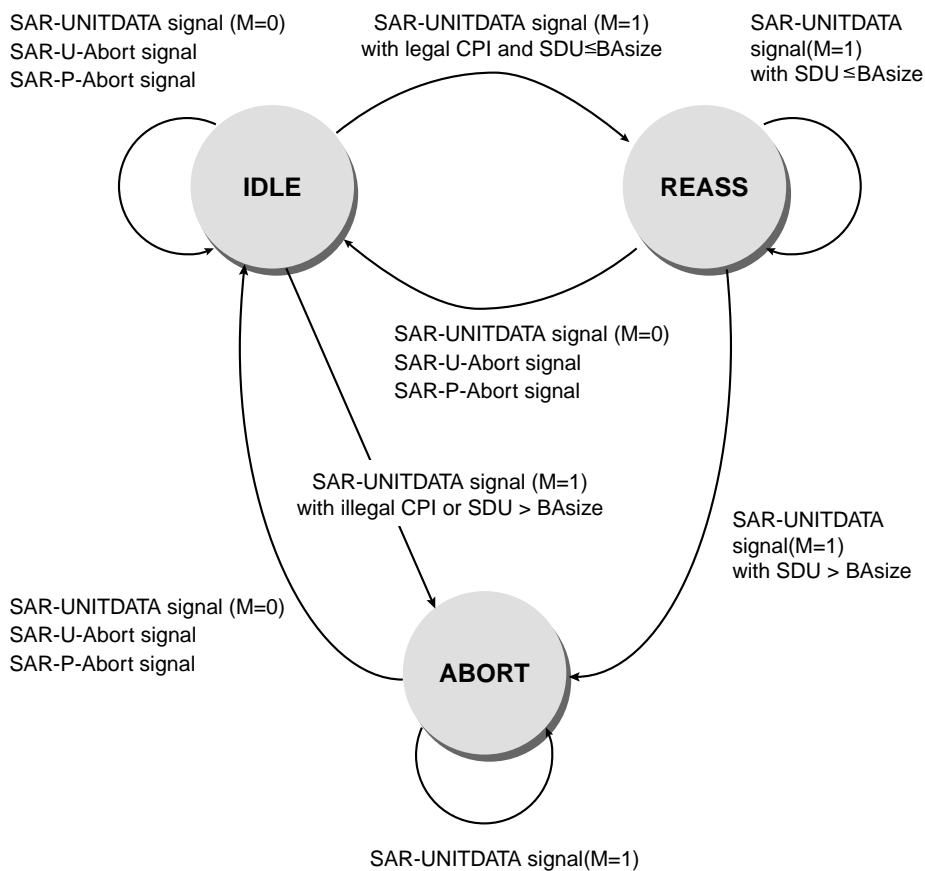 SAR-UNITDATA signal (M=0)
SAR-U-Abort signal
SAR-P-Abort signal
SAR-UNITDATA signal (M=1)
with legal CPI and SDU≤BAsize
SAR-UNITDATA
signal(M=1)
with SDU ≤BAsize
IDLE
REASS
SAR-UNITDATA signal (M=0)
SAR-U-Abort signal
SAR-P-Abort signal
SAR-UNITDATA signal (M=1)
with illegal CPI or SDU > BAsize
SAR-UNITDATA
signal(M=1)
with SDU > BAsize
SAR-UNITDATA signal (M=0)
SAR-U-Abort signal
SAR-P-Abort signal
ABORT
SAR-UNITDATA signal(M=1)